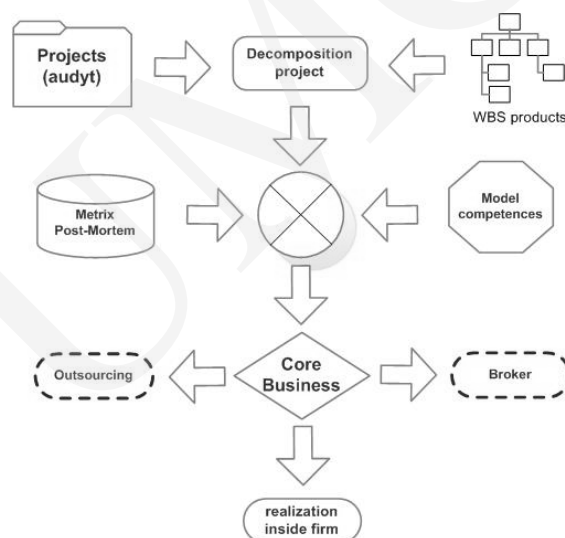 Projects
(audyt)
Decomposition
project
WBS products
Metrix
Post-Mortem
Model
competences
Outsourcing
Core
Business
Broker
realization
inside firm